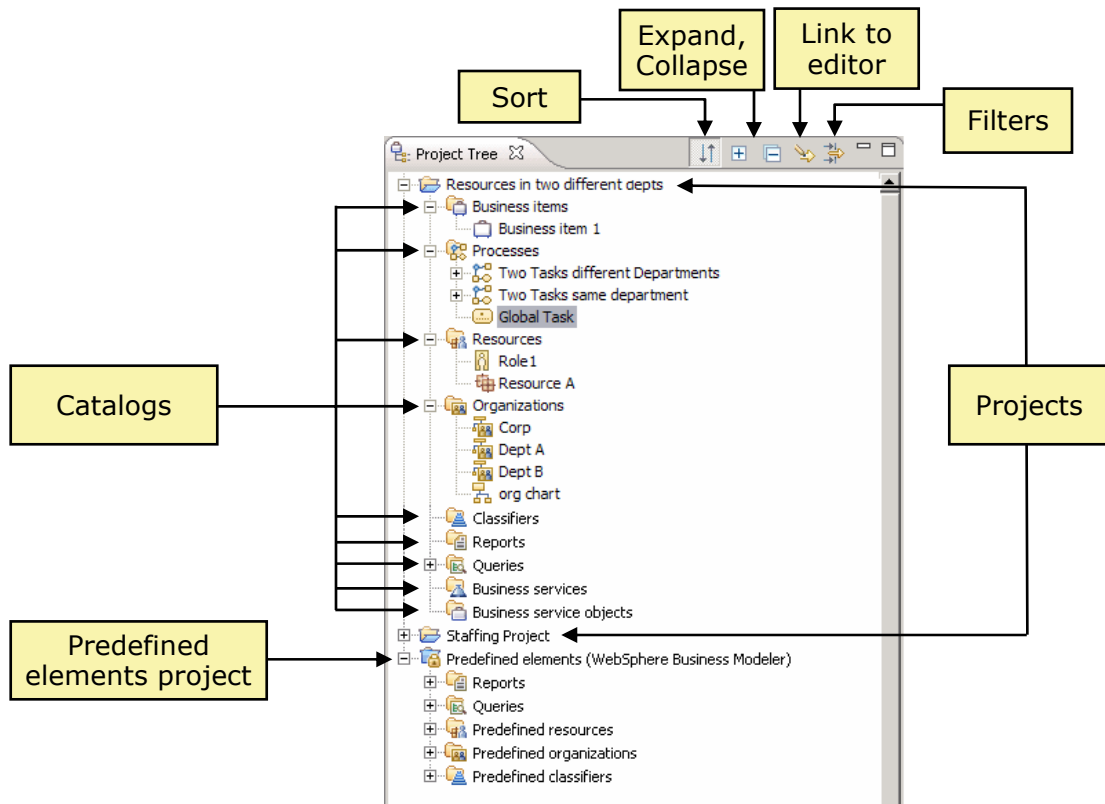 Expand,
Collapse
Link to
editor
Sort
Filters
Project Tree
Resources in two different depts
Business items
Business item 1
Processes
Two Tasks different Departments
Two Tasks same department
Global Task
Resources
Role1
Resource A
Catalogs
Projects
Organizations
Corp
Dept A
Dept B
org chart
Classifiers
Reports
Queries
Business services
Business service objects
Staffing Project
Predefined
elements project
Predefined elements (WebSphere Business Modeler)
Reports
Queries
Predefined resources
Predefined organizations
Predefined classifiers